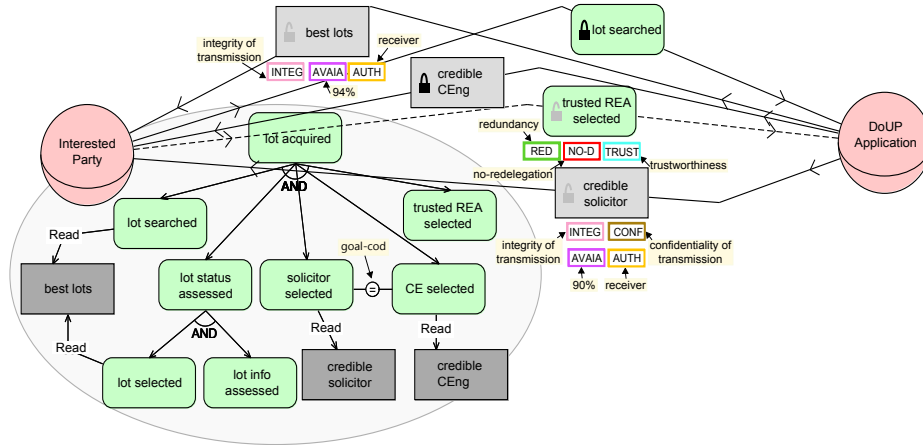 best lots
lot searched
integrity of
transmission
receiver
INTEG
AVAIA
AUTH
94%
credible
CEng
trusted REA
selected
redundancy
RED
NO-D
TRUST
no-redelegation
trustworthiness
Interested
Party
DoUP
Application
lot acquired
AND
credible
solicitor
INTEG
CONF
integrity of
transmission
confidentiality of
transmission
AVAIA
AUTH
90%
receiver
lot searched
trusted REA
selected
Read
goal-cod
best lots
lot status
assessed
solicitor
selected
=
CE selected
Read
AND
Read
Read
lot selected
lot info
assessed
credible
solicitor
credible
CEng